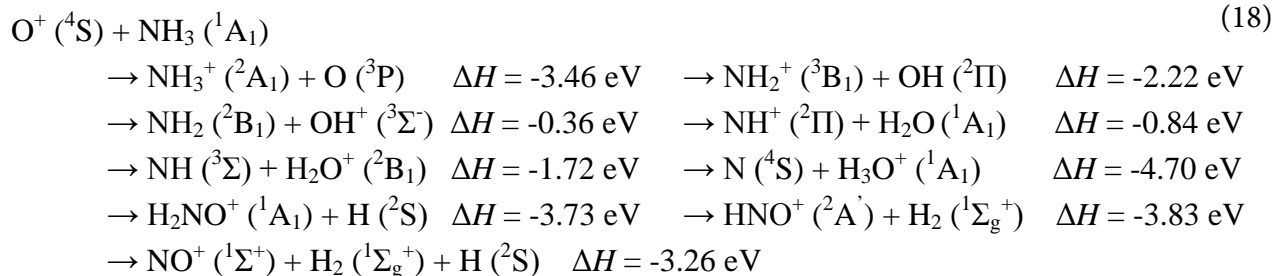 O⁺ (⁴S) + NH₃ (¹A₁) (18)
→ NH₃⁺ (²A₁) + O (³P) ΔH = -3.46 eV → NH₂⁺ (³B₁) + OH (²Π) ΔH = -2.22 eV
→ NH₂ (²B₁) + OH⁺ (³Σ⁻) ΔH = -0.36 eV → NH⁺ (²Π) + H₂O (¹A₁) ΔH = -0.84 eV
→ NH (³Σ) + H₂O⁺ (²B₁) ΔH = -1.72 eV → N (⁴S) + H₃O⁺ (¹A₁) ΔH = -4.70 eV
→ H₂NO⁺ (¹A₁) + H (²S) ΔH = -3.73 eV → HNO⁺ (²A’) + H₂ (¹Σg⁺) ΔH = -3.83 eV
→ NO⁺ (¹Σ⁺) + H₂ (¹Σg⁺) + H (²S) ΔH = -3.26 eV